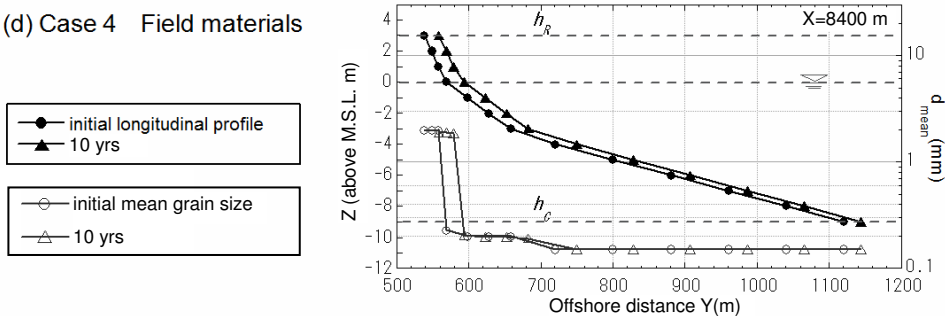 (d) Case 4 Field materials
initial longitudinal profile
10 yrs
initial mean grain size
10 yrs
X=8400 m
h_R
h_C
Z (above M.S.L. m)
4
2
0
-2
-4
-6
-8
-10
-12
500 600 700 800 900 1000 1100 1200
Offshore distance Y(m)
10
1
0.1
d mean (mm)